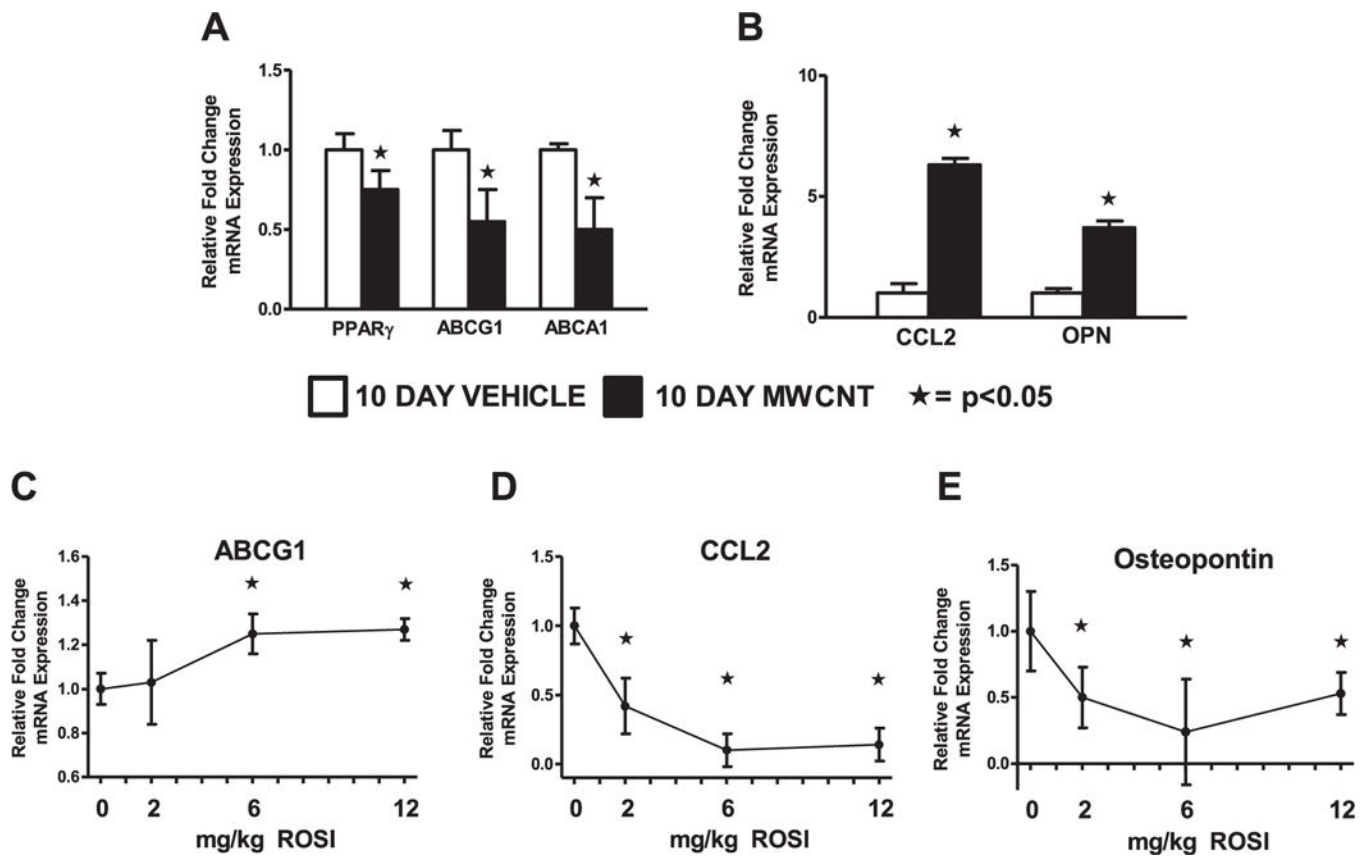 A
Relative Fold Change
mRNA Expression
1.5
1.0
0.5
0.0
★ ★ ★
PPARγ ABCG1 ABCA1
B
Relative Fold Change
mRNA Expression
10
5
0
★ ★
CCL2 OPN
10 DAY VEHICLE 10 DAY MWCNT ★= p<0.05
C
ABCG1
Relative Fold Change
mRNA Expression
1.6
1.4
1.2
1.0
0.8
0.6
★ ★
0 2 6 12
mg/kg ROSI
D
CCL2
Relative Fold Change
mRNA Expression
1.5
1.0
0.5
0.0
★ ★ ★
0 2 6 12
mg/kg ROSI
E
Osteopontin
Relative Fold Change
mRNA Expression
1.5
1.0
0.5
0.0
★ ★ ★
0 2 6 12
mg/kg ROSI